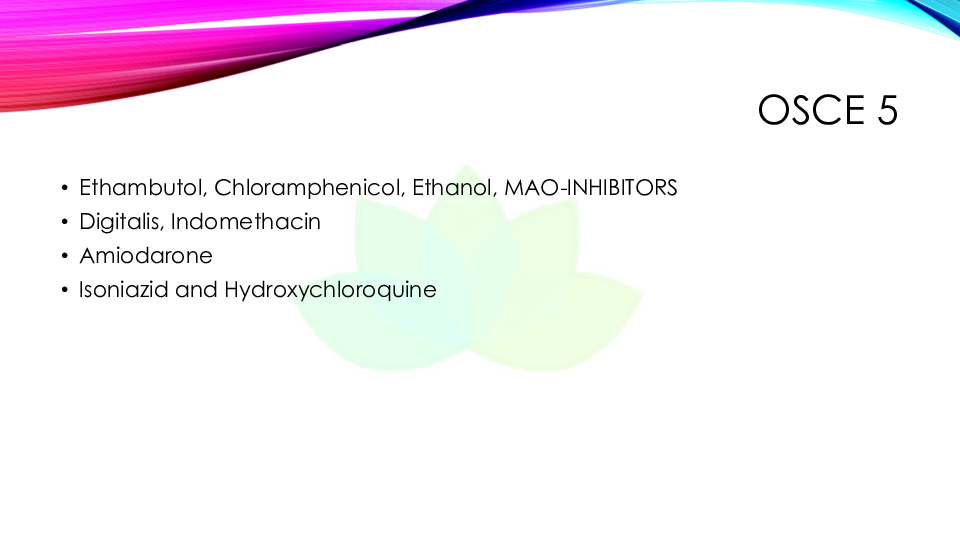 OSCE 5
• Ethambutol, Chloramphenicol, Ethanol, MAO-INHIBITORS
• Digitalis, Indomethacin
• Amiodarone
• Isoniazid and Hydroxychloroquine